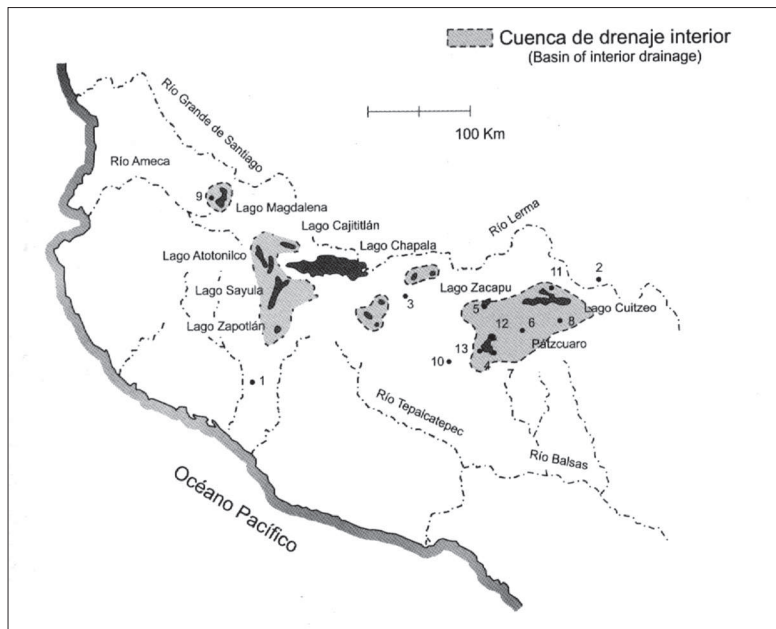 Cuenca de drenaje interior
(Basin of interior drainage)
100 Km
Río Grande de Santiago
Río Ameca
9
Lago Magdalena
Lago Cajititlán
Río Lerma
Lago Atotonilco
Lago Chapala
11
2
Lago Sayula
Lago Zacapu
3
5
Lago Cuitzeo
Lago Zapotlán
12
6
8
Pátzcuaro
13
10
4
7
1
Río Tepalcatepec
Río Balsas
Océano Pacífico